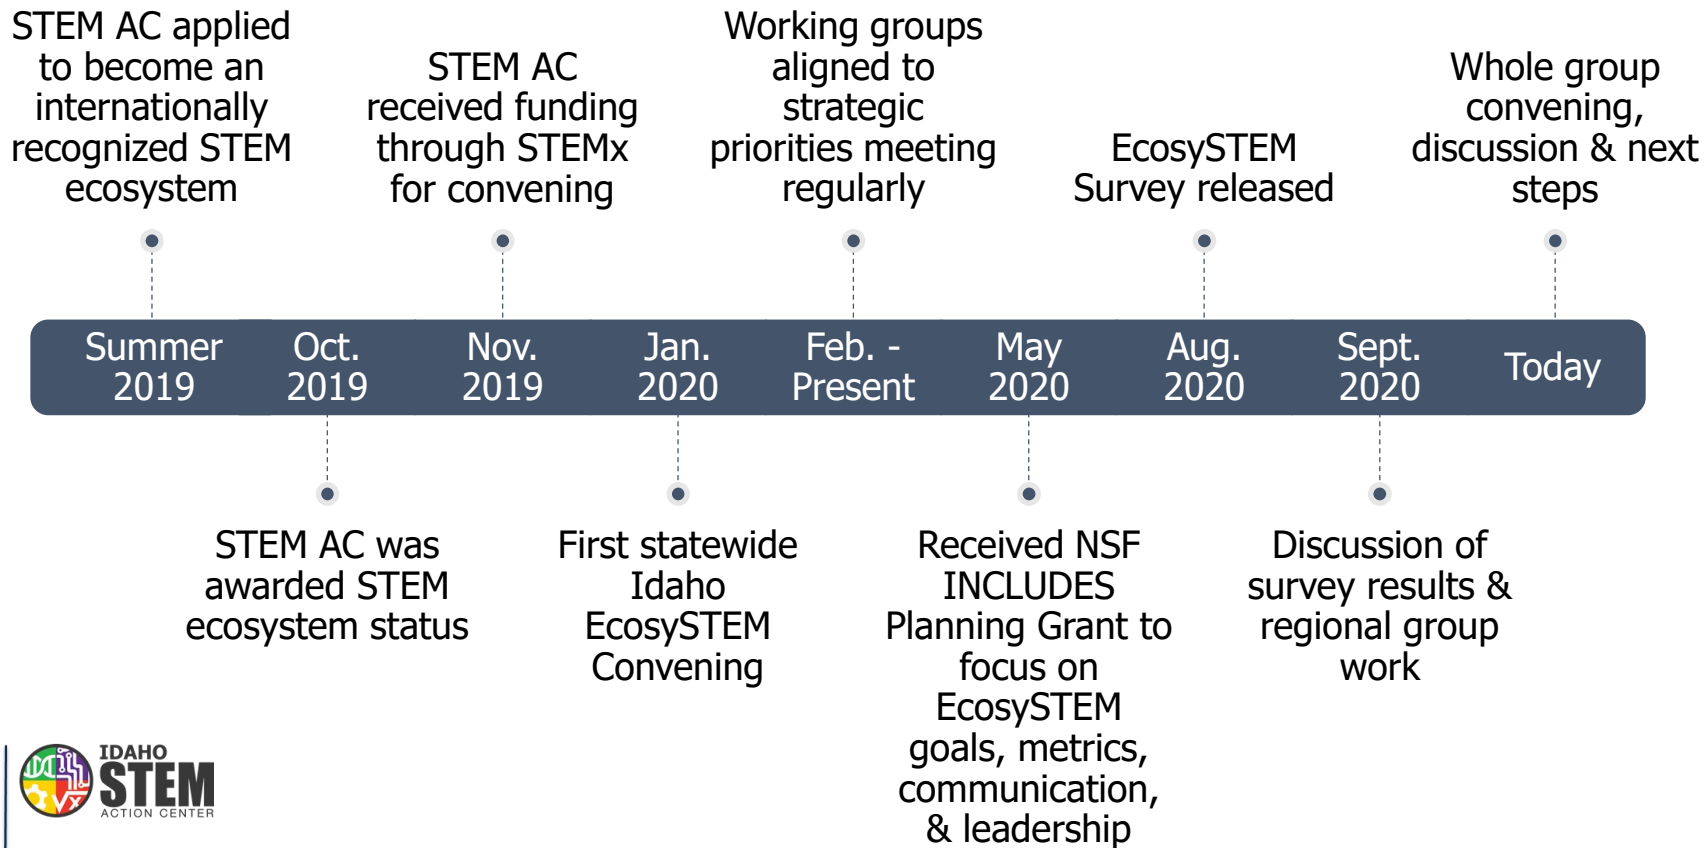 STEM AC applied
to become an
internationally
recognized STEM
ecosystem
STEM AC
received funding
through STEMx
for convening
Working groups
aligned to
strategic
priorities meeting
regularly
EcosySTEM
Survey released
Whole group
convening,
discussion & next
steps
Summer
2019
Oct.
2019
Nov.
2019
Jan.
2020
Feb. -
Present
May
2020
Aug.
2020
Sept.
2020
Today
STEM AC was
awarded STEM
ecosystem status
First statewide
Idaho
EcosySTEM
Convening
Received NSF
INCLUDES
Planning Grant to
focus on
EcosySTEM
goals, metrics,
communication,
& leadership
Discussion of
survey results &
regional group
work
IDAHO
STEM
ACTION CENTER